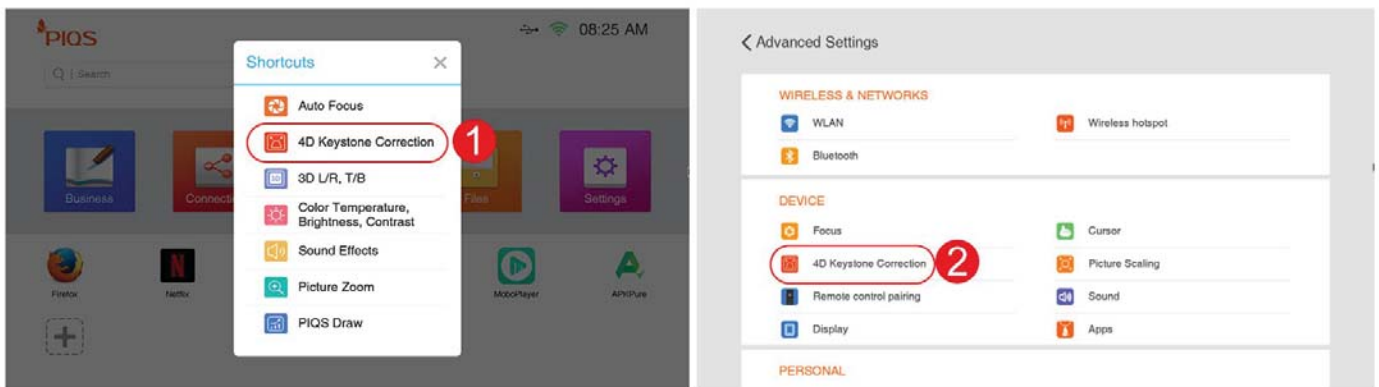 PIQS
08:25 AM
Search
Shortcuts
Auto Focus
4D Keystone Correction
1
3D L/R, T/B
Color Temperature,
Brightness, Contrast
Sound Effects
Picture Zoom
PIQS Draw
Business
Connecti
Files
Settings
Firefox
Netflix
MoboPlayer
APKPure
Advanced Settings
WIRELESS & NETWORKS
WLAN
Wireless hotspot
Bluetooth
DEVICE
Focus
Cursor
4D Keystone Correction
2
Picture Scaling
Remote control pairing
Sound
Display
Apps
PERSONAL